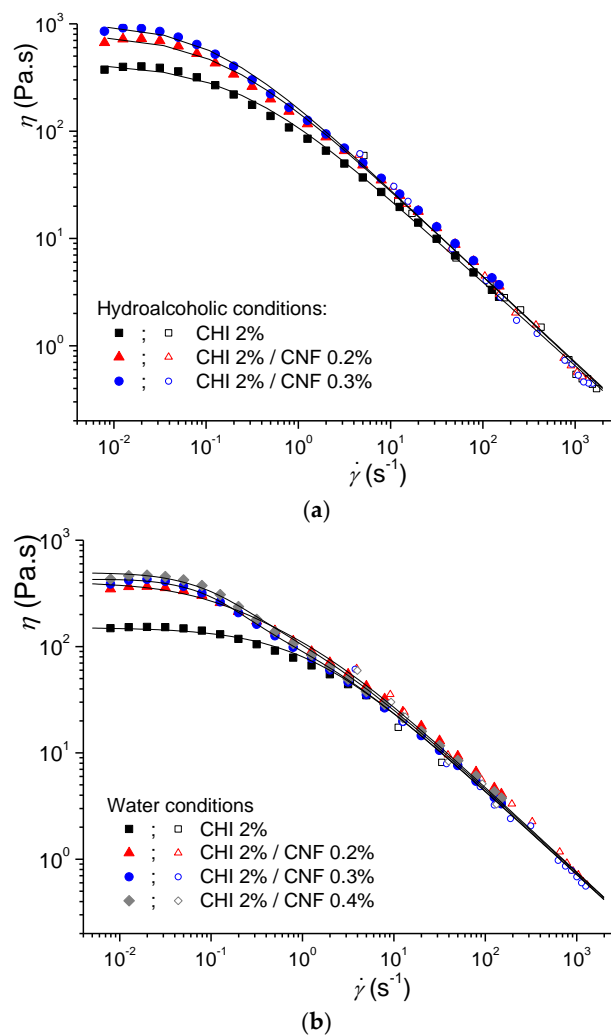 10³
η (Pa.s)
10²
10¹
10⁰
Hydroalcoholic conditions:
; CHI 2%
; CHI 2% / CNF 0.2%
; CHI 2% / CNF 0.3%
10⁻² 10⁻¹ 10⁰ 10¹ 10² 10³
γ̇ (s⁻¹)
(a)
10³
η (Pa.s)
10²
10¹
10⁰
Water conditions
; CHI 2%
; CHI 2% / CNF 0.2%
; CHI 2% / CNF 0.3%
; CHI 2% / CNF 0.4%
10⁻² 10⁻¹ 10⁰ 10¹ 10² 10³
γ̇ (s⁻¹)
(b)